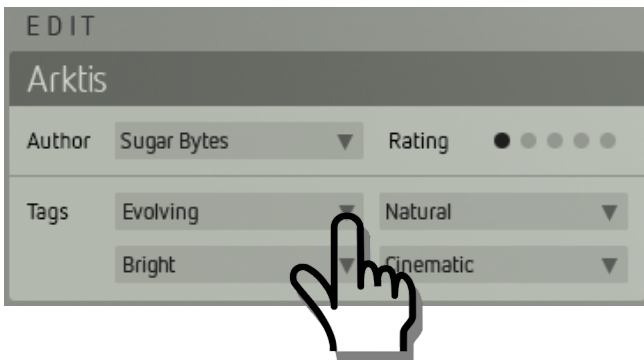 EDIT
Arktis
Author Sugar Bytes Rating
Tags Evolving Natural
Bright Cinematic